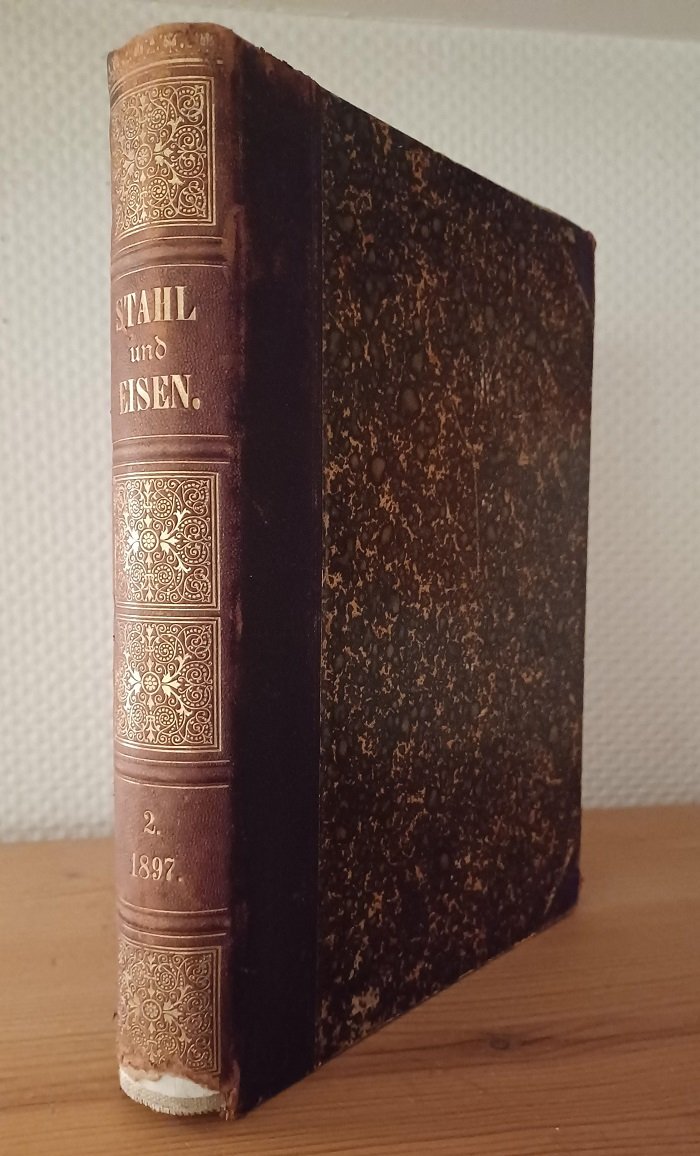 STAHL
und
EISEN.
2.
1897.